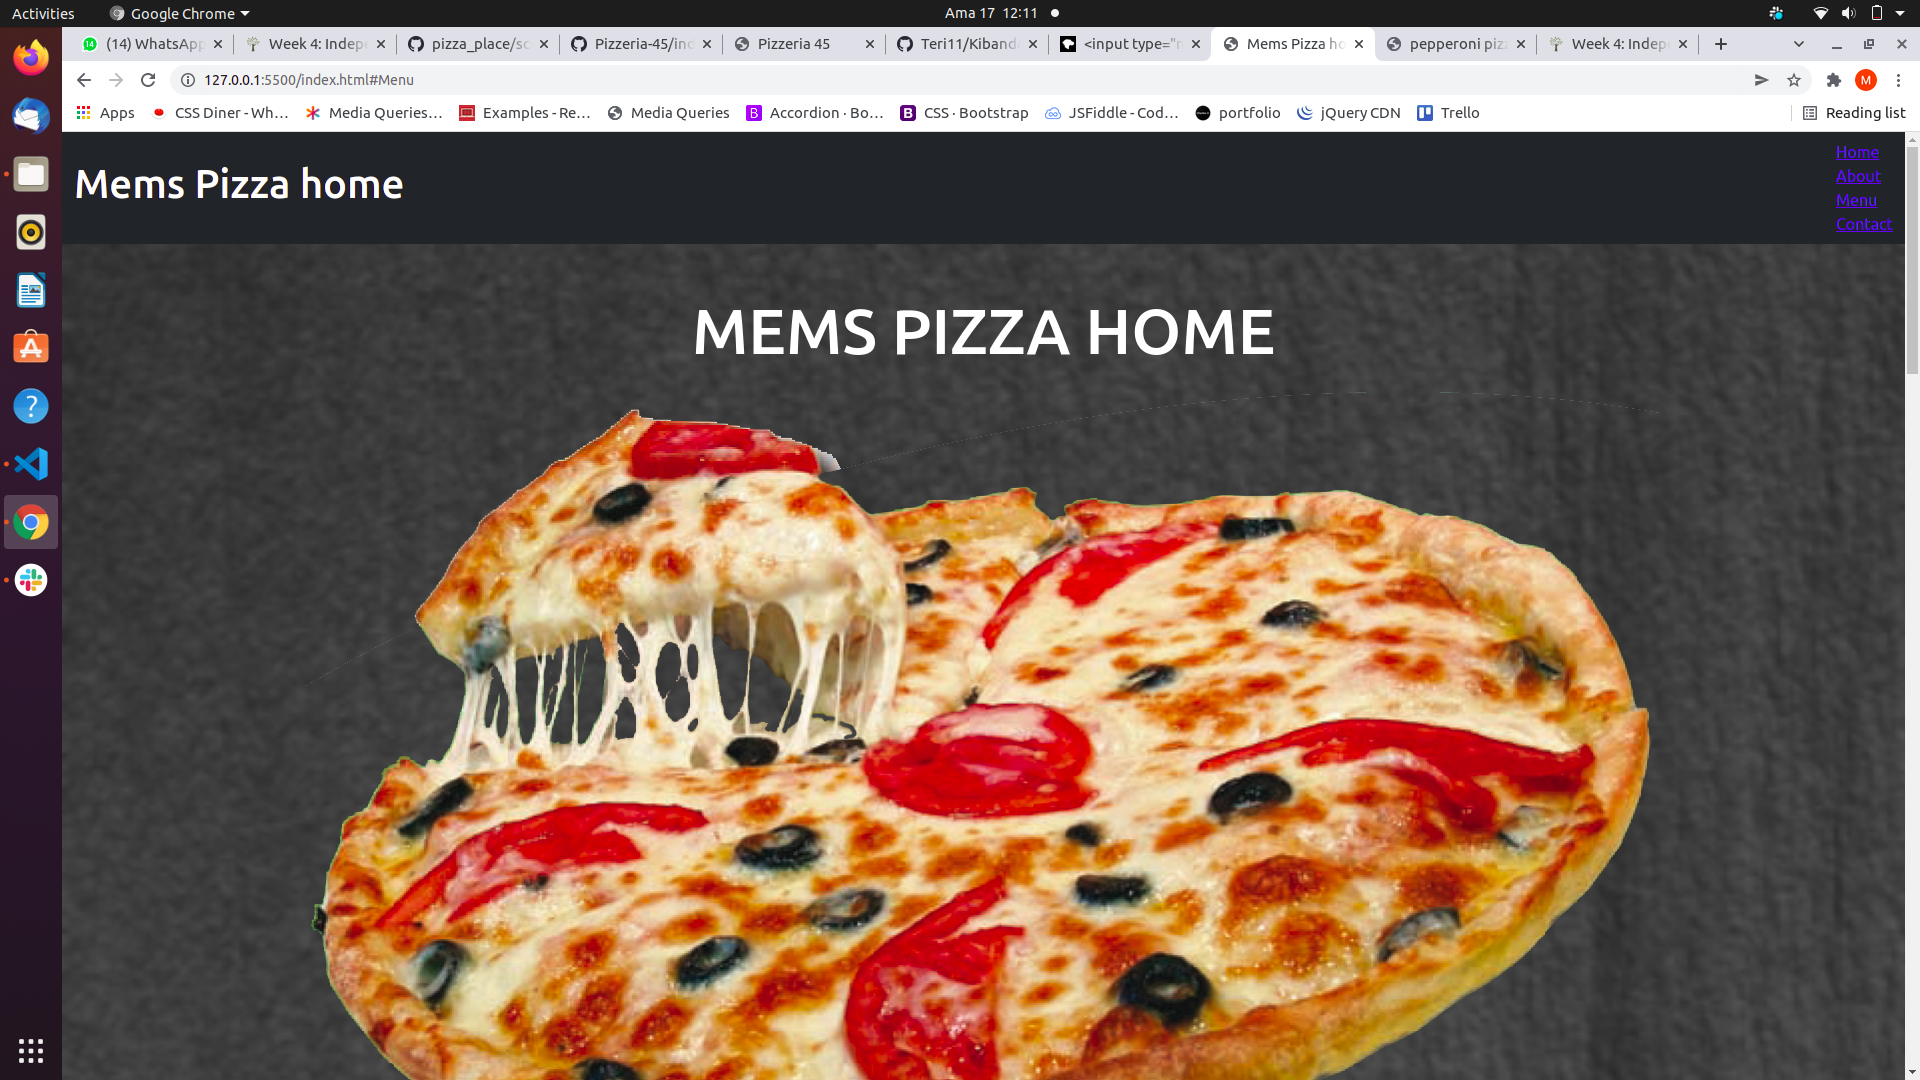 Activities
Google Chrome
Ama 17 12:11
(14) WhatsApp
Week 4: Indep
pizza_place/sc
Pizzeria-45/ind
Pizzeria 45
Teri11/Kiband
<input type="n
Mems Pizza ho
pepperoni piz
Week 4: Indep
127.0.0.1:5500/index.html#Menu
M
Apps
CSS Diner - Wh...
Media Queries...
Examples - Re...
Media Queries
Accordion · Bo...
CSS · Bootstrap
JSFiddle - Cod...
portfolio
jQuery CDN
Trello
Reading list
Mems Pizza home
Home
About
Menu
Contact
MEMS PIZZA HOME